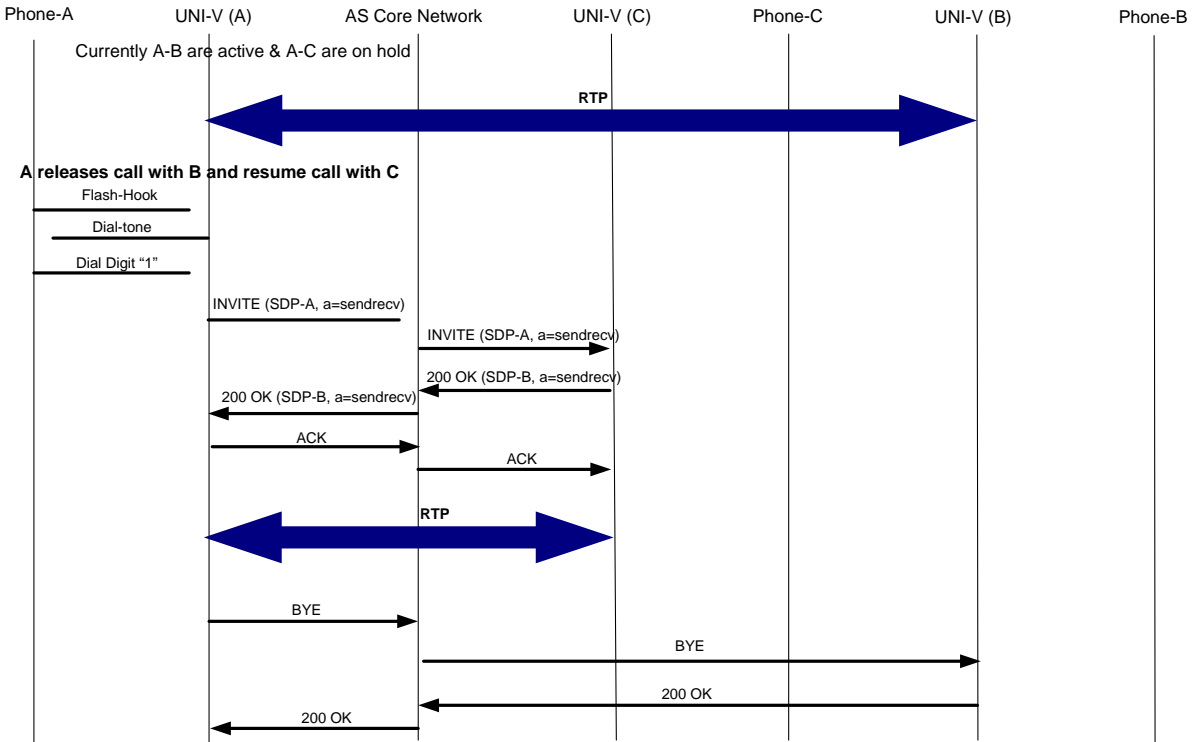 Phone-A
UNI-V (A)
AS Core Network
UNI-V (C)
Phone-C
UNI-V (B)
Phone-B
Currently A-B are active & A-C are on hold
RTP
A releases call with B and resume call with C
Flash-Hook
Dial-tone
Dial Digit “1”
INVITE (SDP-A, a=sendrecv)
INVITE (SDP-A, a=sendrecv)
200 OK (SDP-B, a=sendrecv)
200 OK (SDP-B, a=sendrecv)
ACK
ACK
RTP
BYE
BYE
200 OK
200 OK